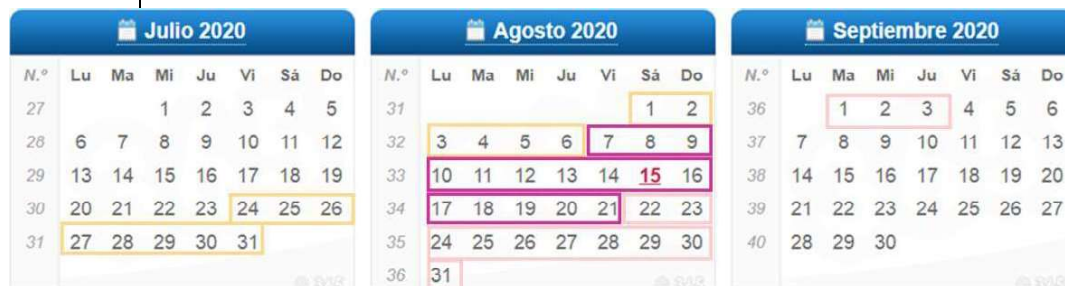 Julio 2020
N.º Lu Ma Mi Ju Vi Sá Do
27 1 2 3 4 5
28 6 7 8 9 10 11 12
29 13 14 15 16 17 18 19
30 20 21 22 23 24 25 26
31 27 28 29 30 31
Agosto 2020
N.º Lu Ma Mi Ju Vi Sá Do
31 1 2
32 3 4 5 6 7 8 9
33 10 11 12 13 14 15 16
34 17 18 19 20 21 22 23
35 24 25 26 27 28 29 30
36 31
Septiembre 2020
N.º Lu Ma Mi Ju Vi Sá Do
36 1 2 3 4 5 6
37 7 8 9 10 11 12 13
38 14 15 16 17 18 19 20
39 21 22 23 24 25 26 27
40 28 29 30